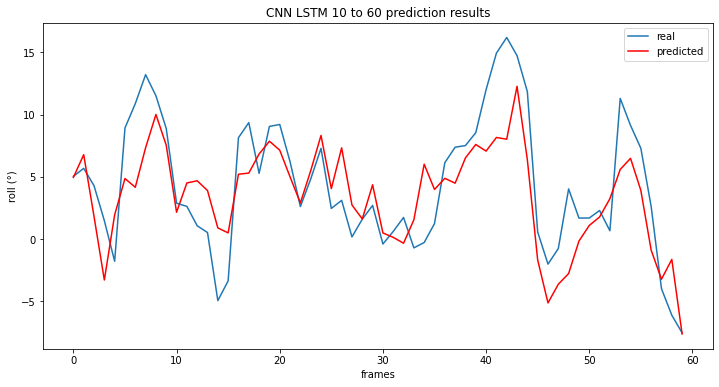 CNN LSTM 10 to 60 prediction results
real
predicted
15
10
5
0
−5
roll (°)
0 10 20 30 40 50 60
frames